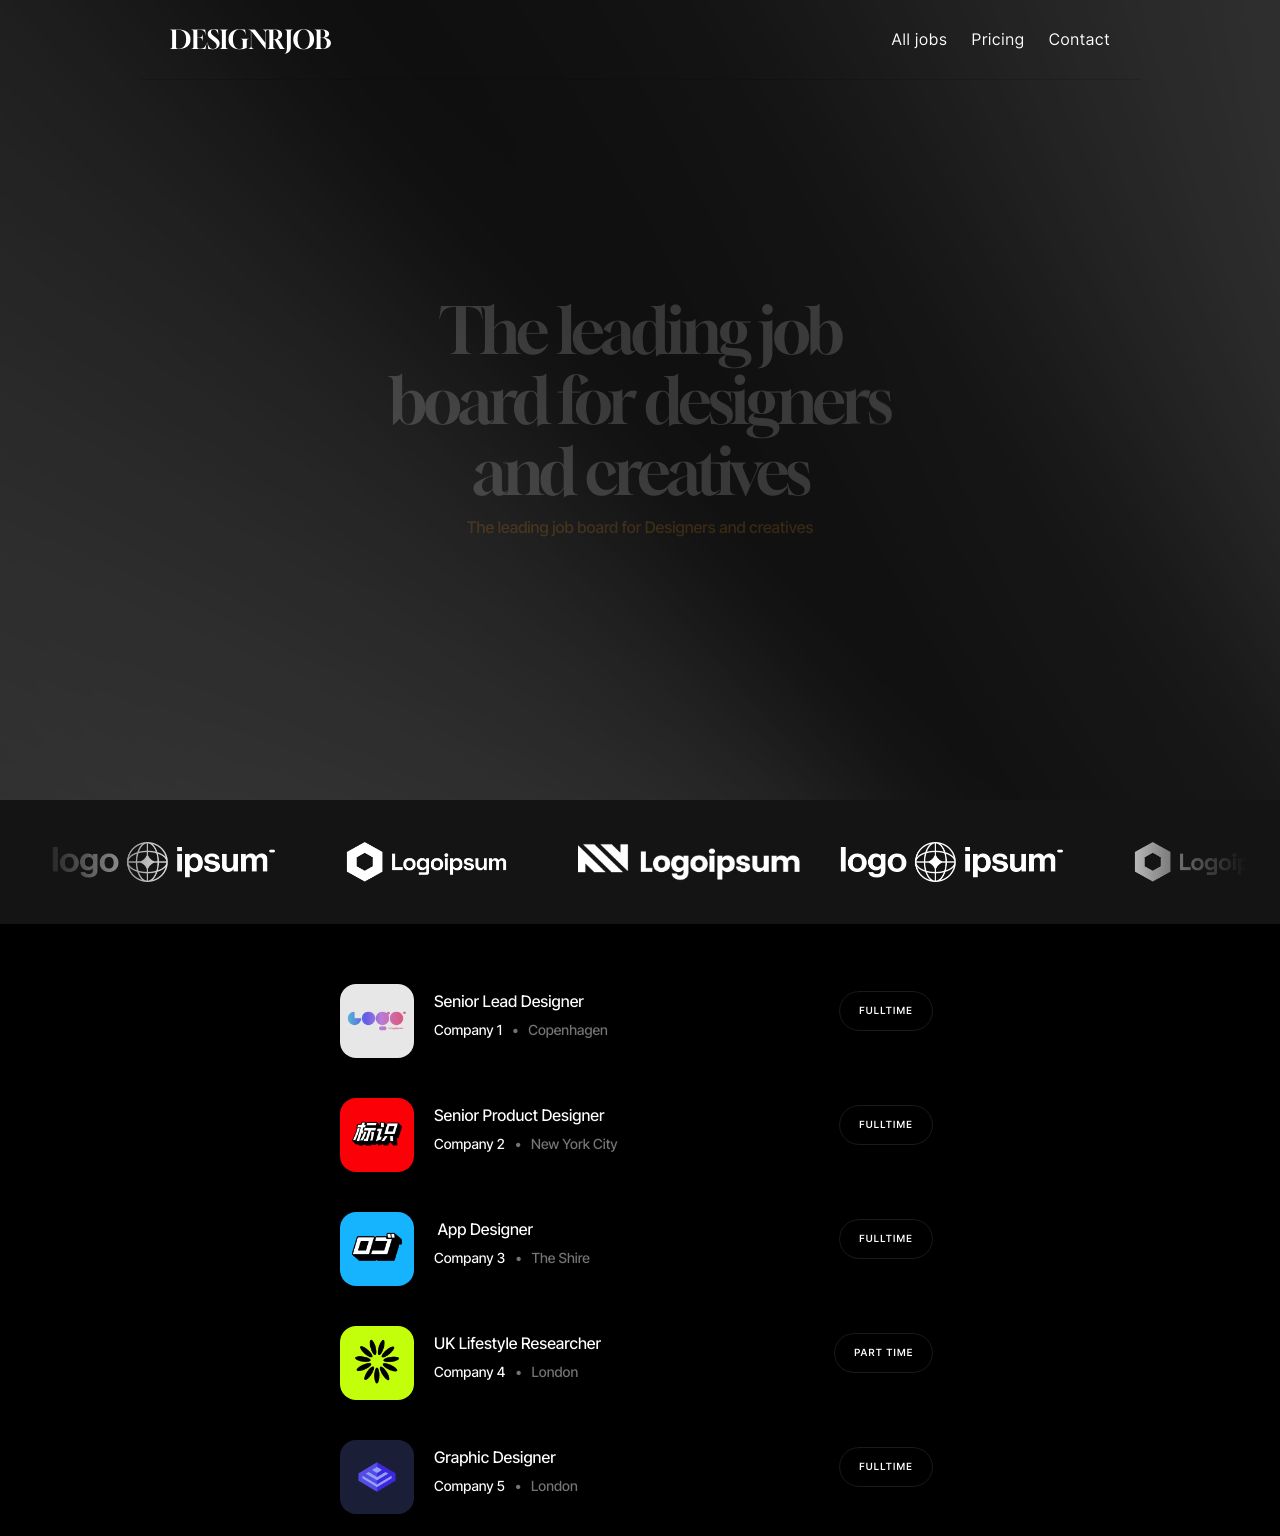 DESIGNRJOB
All jobs Pricing Contact
The leading job
board for designers
and creatives
The leading job board for Designers and creatives
logo ipsum
Logoipsum
Logoipsum
logo ipsum
Logoip
Logo
Senior Lead Designer
Company 1 • Copenhagen
FULLTIME
标识
Senior Product Designer
Company 2 • New York City
FULLTIME
ロゴ
App Designer
Company 3 • The Shire
FULLTIME
UK Lifestyle Researcher
Company 4 • London
PART TIME
Graphic Designer
Company 5 • London
FULLTIME